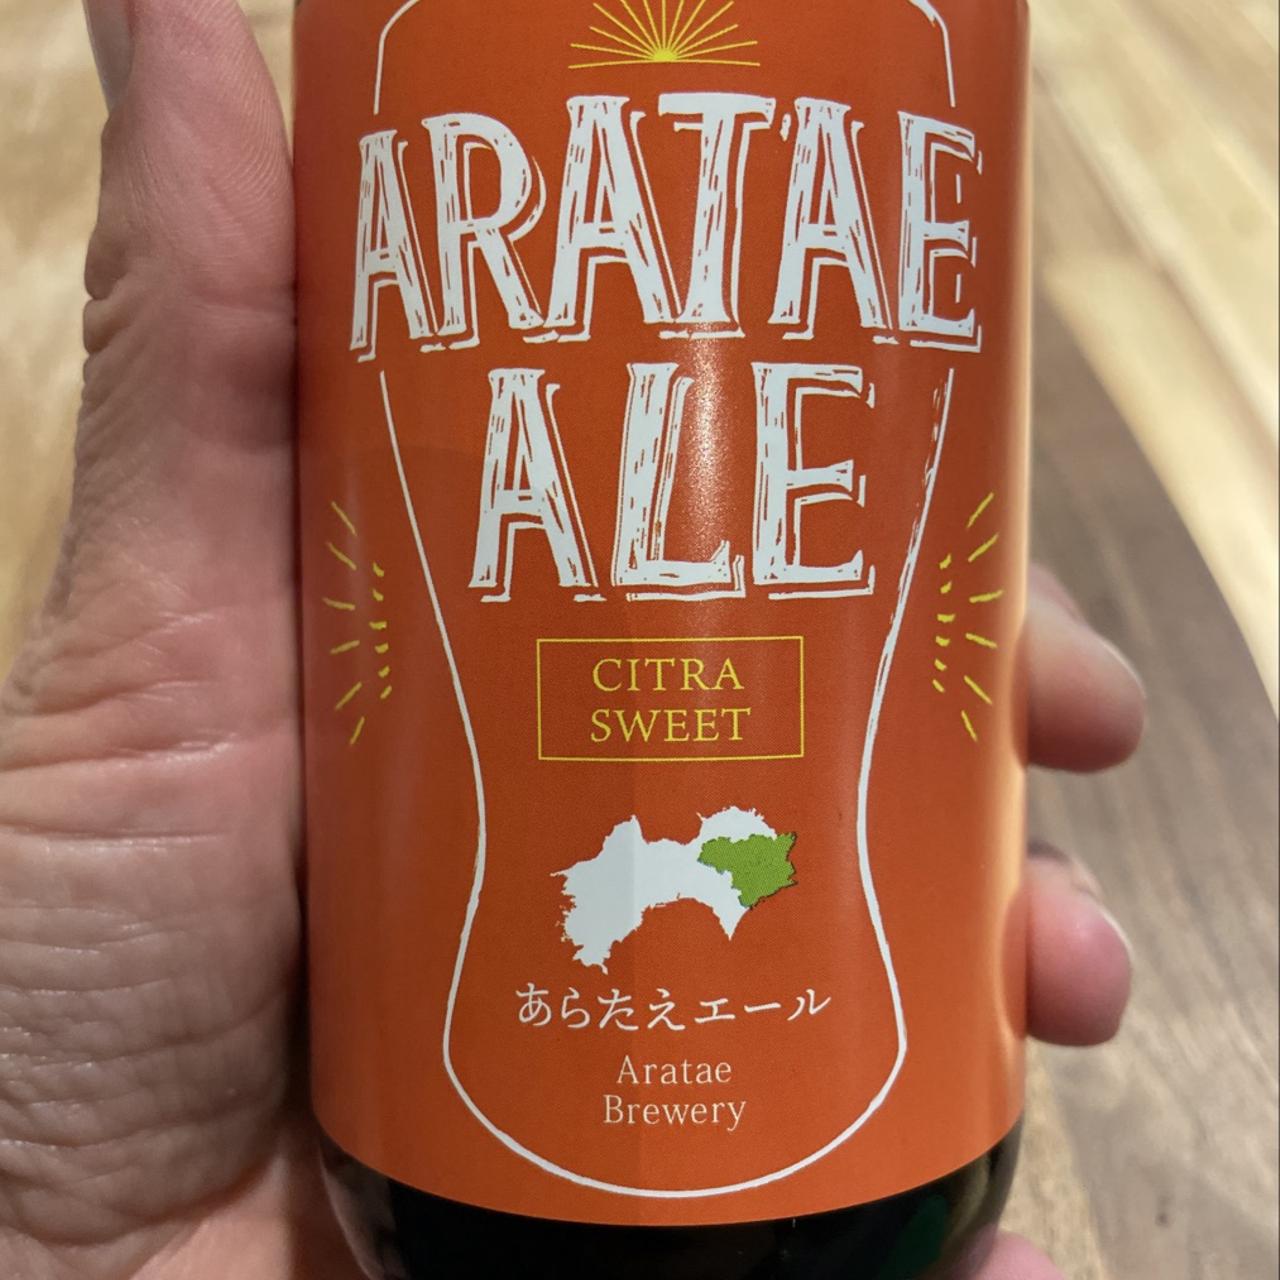 ARATAE
ALE
CITRA
SWEET
あらたえエール
Aratae
Brewery